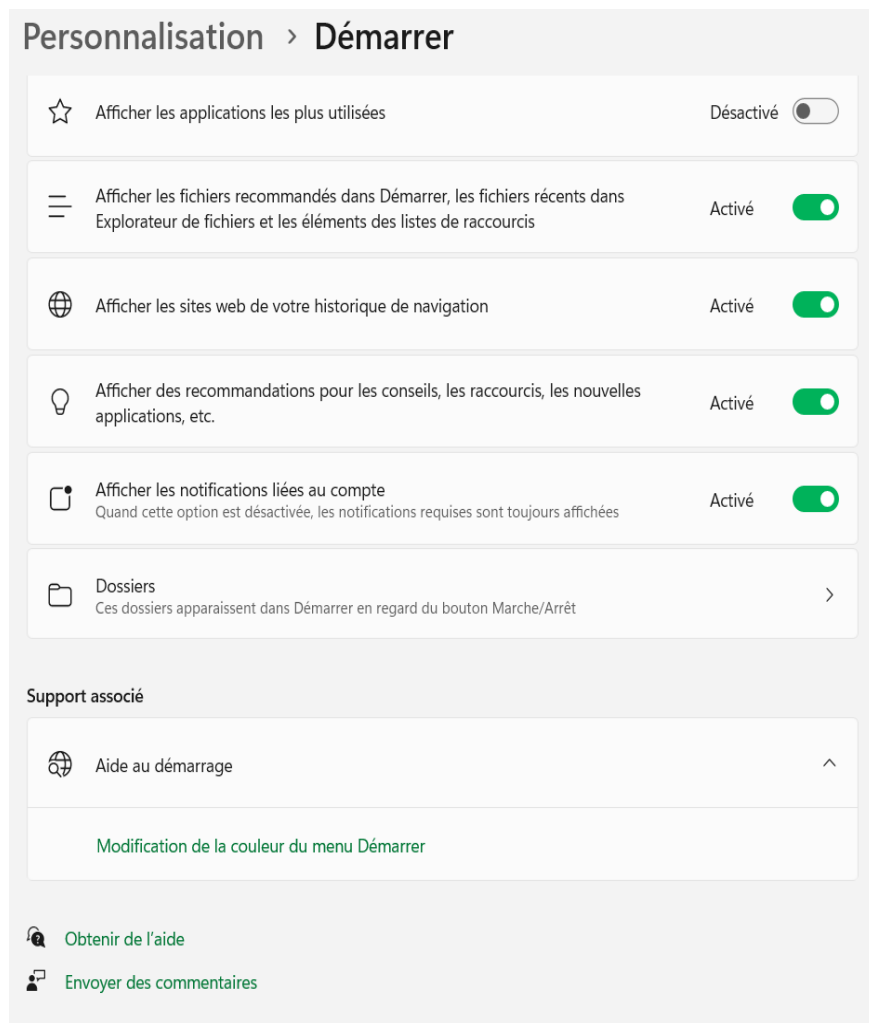 Personnalisation > Démarrer
Afficher les applications les plus utilisées
Désactivé
Afficher les fichiers recommandés dans Démarrer, les fichiers récents dans
Explorateur de fichiers et les éléments des listes de raccourcis
Activé
Afficher les sites web de votre historique de navigation
Activé
Afficher des recommandations pour les conseils, les raccourcis, les nouvelles
applications, etc.
Activé
Afficher les notifications liées au compte
Quand cette option est désactivée, les notifications requises sont toujours affichées
Activé
Dossiers
Ces dossiers apparaissent dans Démarrer en regard du bouton Marche/Arrêt
Support associé
Aide au démarrage
Modification de la couleur du menu Démarrer
Obtenir de l'aide
Envoyer des commentaires